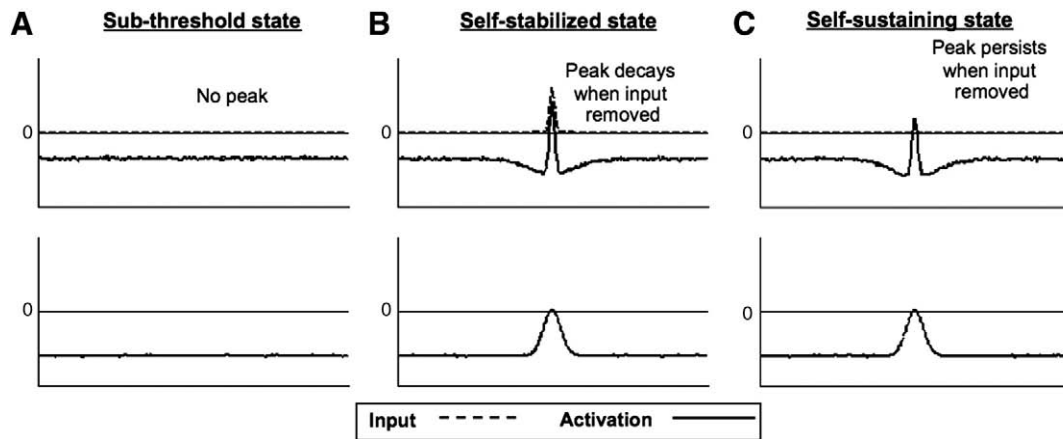 A Sub-threshold state
B Self-stabilized state
C Self-sustaining state
No peak
Peak decays
when input
removed
Peak persists
when input
removed
0
0
0
0
0
0
Input Activation